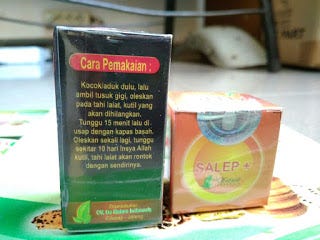 Cara Pemakaian :
Kocok/aduk dulu, lalu
ambil tusuk gigi, oleskan
pada tahi lalat, kutil yang
akan dihilangkan.
Tunggu 15 menit lalu di
usap dengan kapas basah.
Oleskan sekali lagi, tunggu
sekitar 10 hari Insya Allah
kutil, tahi lalat akan rontok
dengan sendirinya.
SALEP +